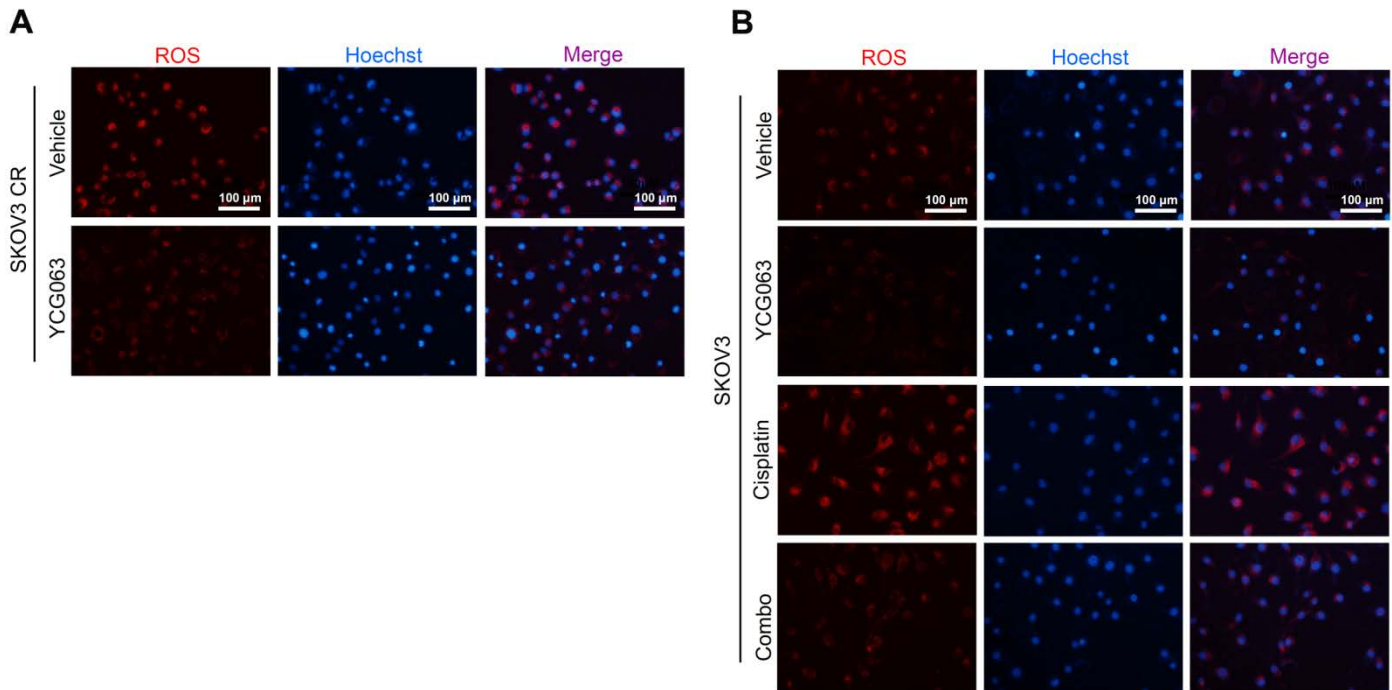 A
ROS Hoechst Merge
SKOV3 CR
Vehicle
100 µm 100 µm 100 µm
YCG063
B
ROS Hoechst Merge
SKOV3
Vehicle
100 µm 100 µm 100 µm
YCG063
Cisplatin
Combo